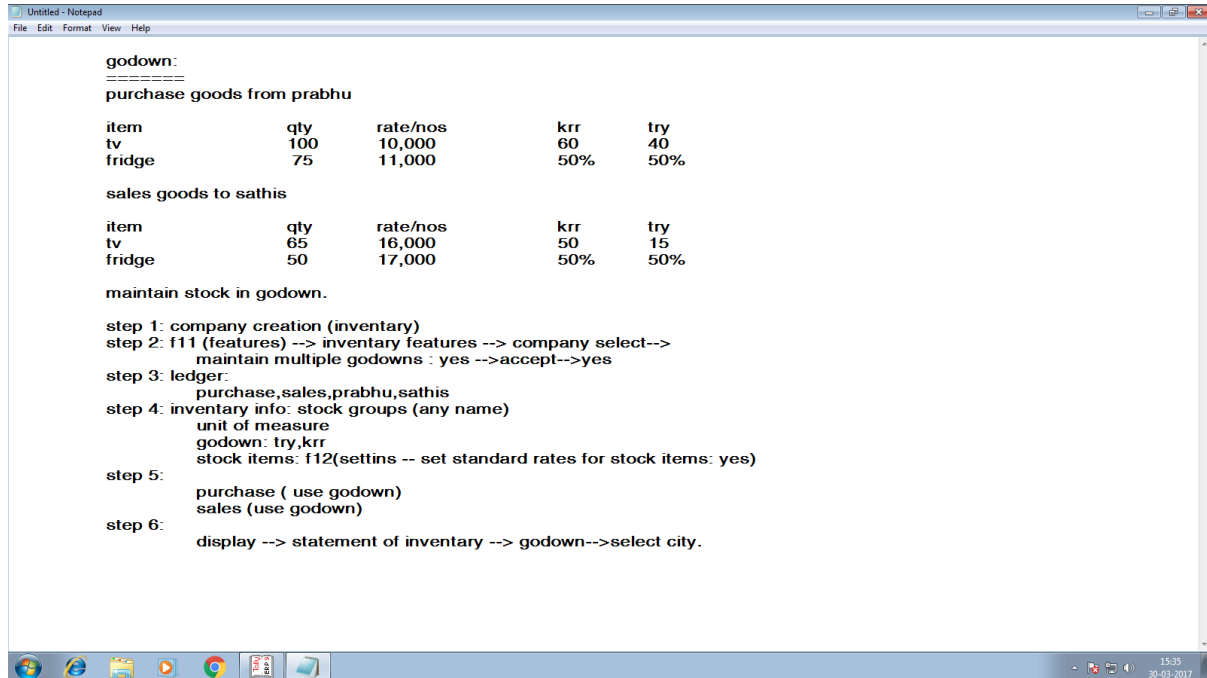 Untitled - Notepad
File Edit Format View Help
godown:
=======
purchase goods from prabhu
item qty rate/nos krr try
tv 100 10,000 60 40
fridge 75 11,000 50% 50%
sales goods to sathis
item qty rate/nos krr try
tv 65 16,000 50 15
fridge 50 17,000 50% 50%
maintain stock in godown.
step 1: company creation (inventary)
step 2: f11 (features) --> inventary features --> company select-->
maintain multiple godowns : yes -->accept-->yes
step 3: ledger:
purchase,sales,prabhu,sathis
step 4: inventary info: stock groups (any name)
unit of measure
godown: try,krr
stock items: f12(settins -- set standard rates for stock items: yes)
step 5:
purchase ( use godown)
sales (use godown)
step 6:
display --> statement of inventary --> godown-->select city.
Tally ERP 9
15:35
30-03-2017